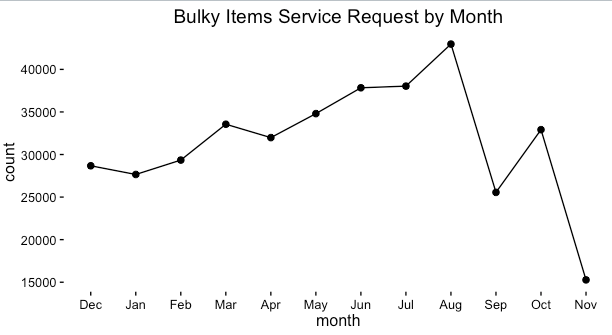 Bulky Items Service Request by Month
count
40000
35000
30000
25000
20000
15000
Dec Jan Feb Mar Apr May Jun Jul Aug Sep Oct Nov
month